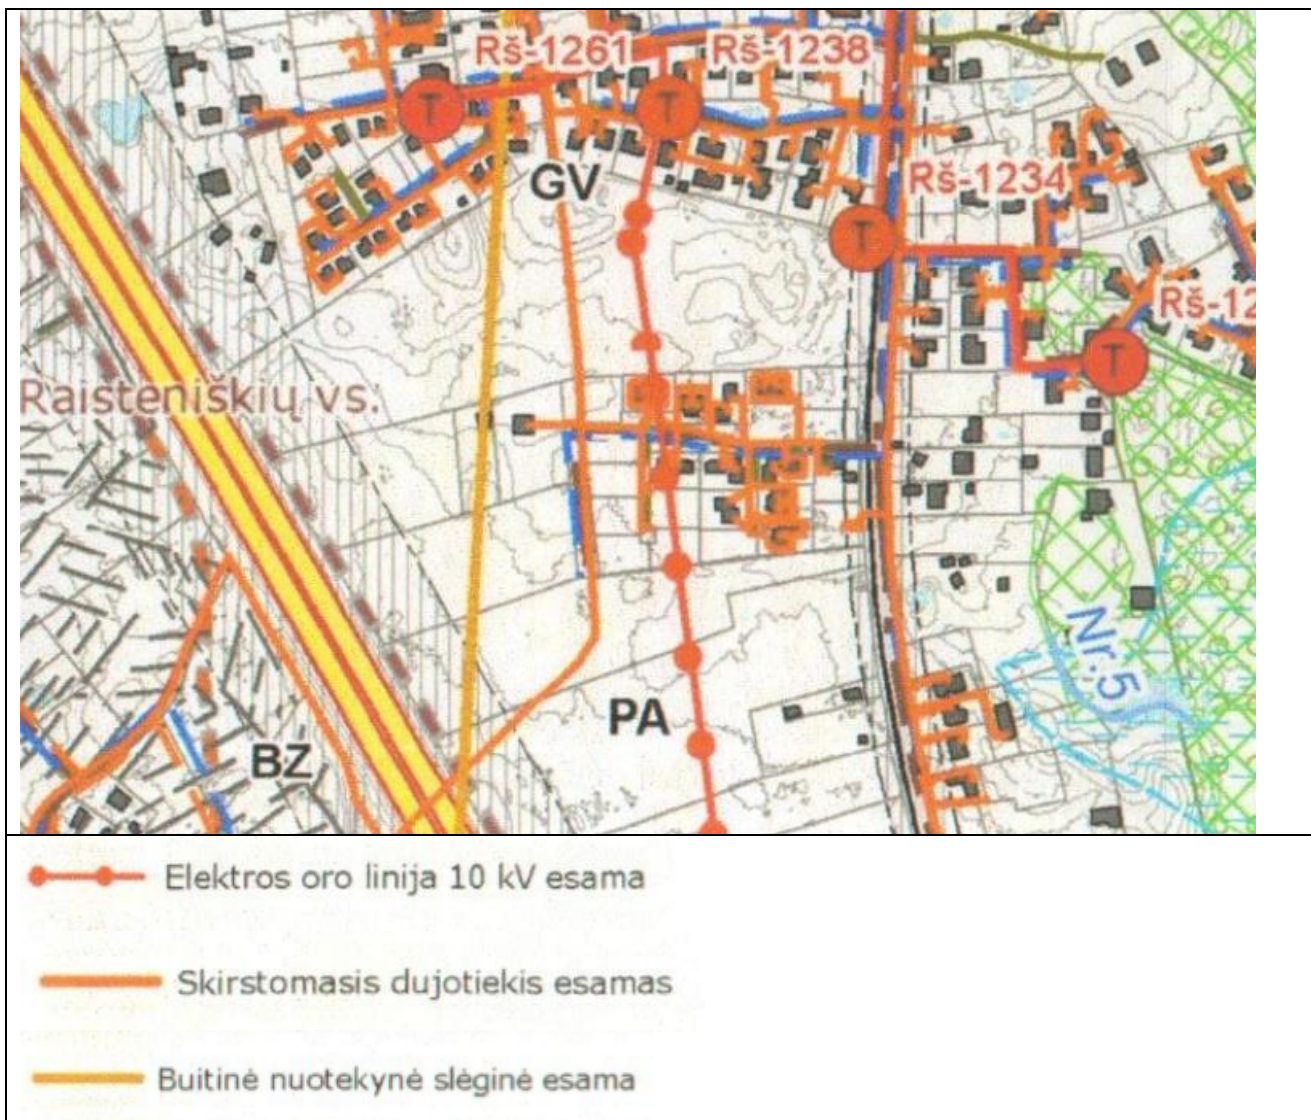 Rš-1261
Rš-1238
T
T
GV
Rš-1234
T
Rš-12
T
Raisteniškių vs.
Nr.5
PA
BZ
Elektros oro linija 10 kV esama
Skirstomasis dujotiekis esamas
Buitinė nuotekynė slėginė esama